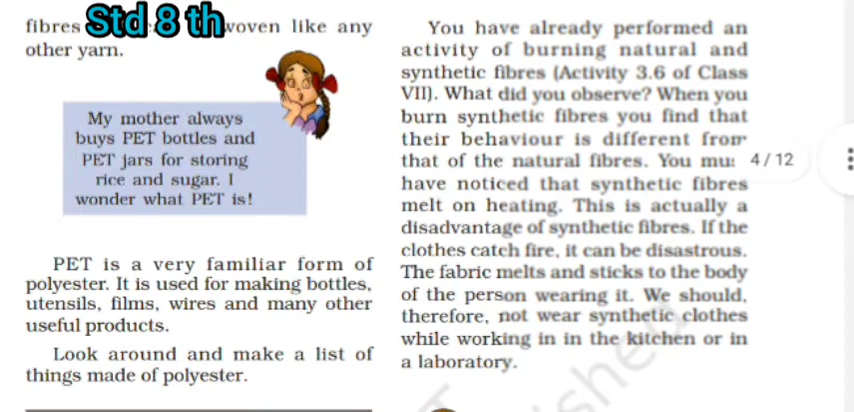 fibres Std 8 th woven like any
other yarn.
My mother always
buys PET bottles and
PET jars for storing
rice and sugar. I
wonder what PET is!
PET is a very familiar form of
polyester. It is used for making bottles,
utensils, films, wires and many other
useful products.
Look around and make a list of
things made of polyester.
You have already performed an
activity of burning natural and
synthetic fibres (Activity 3.6 of Class
VII). What did you observe? When you
burn synthetic fibres you find that
their behaviour is different from
that of the natural fibres. You
4 / 12
have noticed that synthetic fibres
melt on heating. This is actually a
disadvantage of synthetic fibres. If the
clothes catch fire, it can be disastrous.
The fabric melts and sticks to the body
of the person wearing it. We should,
therefore, not wear synthetic clothes
while working in in the kitchen or in
a laboratory.